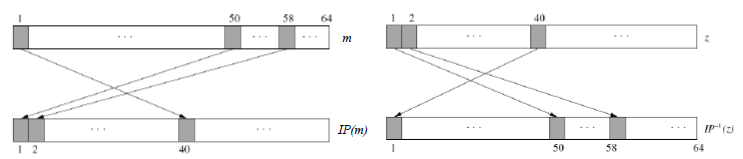 1 50 58 64
... ... ... m
... ... IP(m)
1 2 40
1 2 40
... ... z
... ... ... IP⁻¹(z)
1 50 58 64